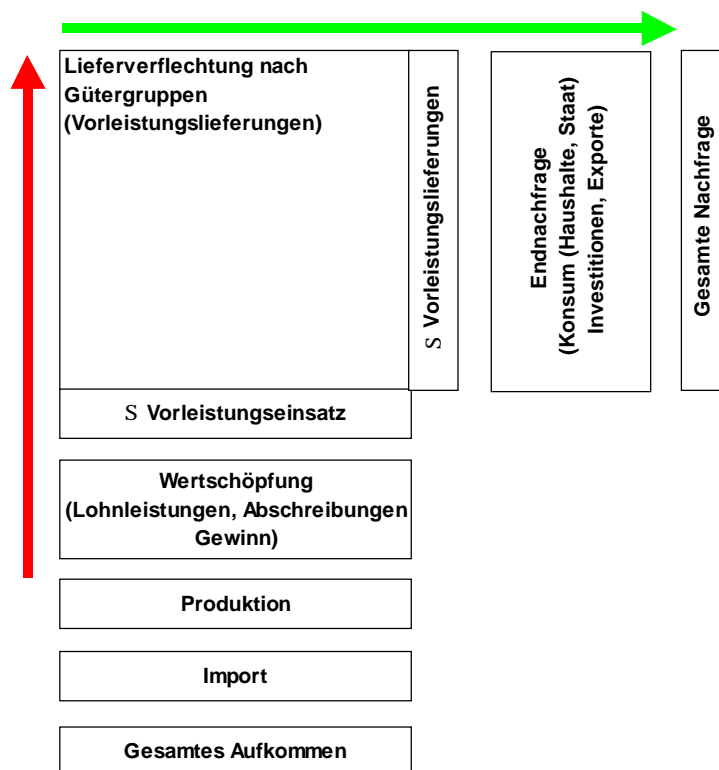 Lieferverflechtung nach
Gütergruppen
(Vorleistungslieferungen)
S Vorleistungslieferungen
Endnachfrage
(Konsum (Haushalte, Staat)
Investitionen, Exporte)
Gesamte Nachfrage
S Vorleistungseinsatz
Wertschöpfung
(Lohnleistungen, Abschreibungen
Gewinn)
Produktion
Import
Gesamtes Aufkommen